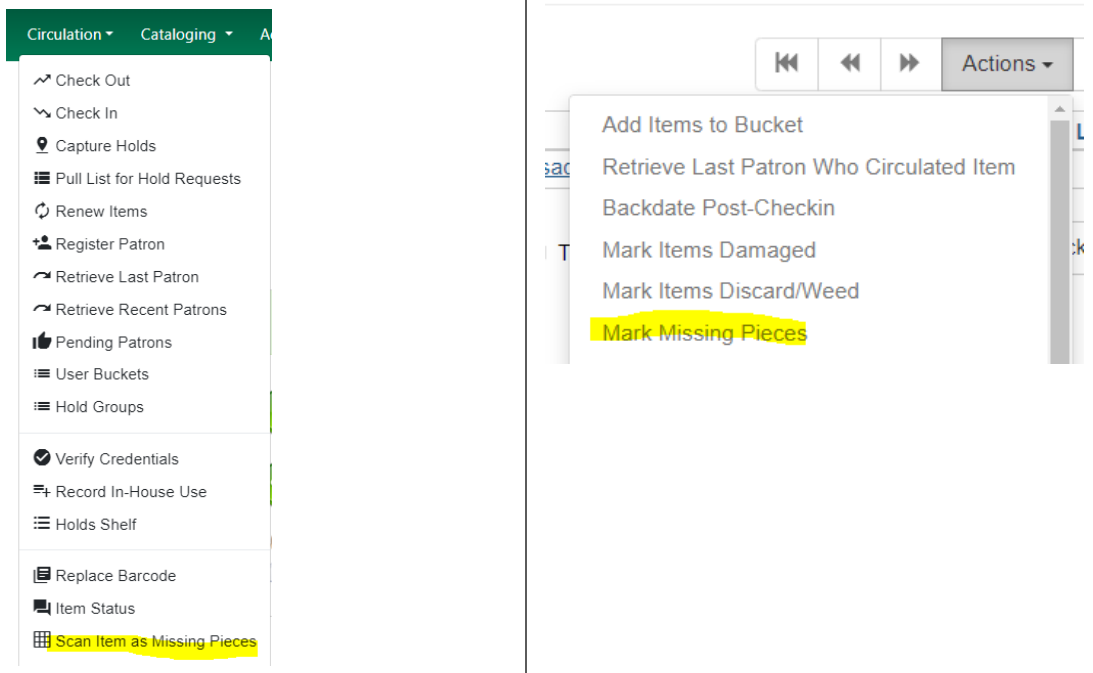 Circulation Cataloging
Check Out
Check In
Capture Holds
Pull List for Hold Requests
Renew Items
Register Patron
Retrieve Last Patron
Retrieve Recent Patrons
Pending Patrons
User Buckets
Hold Groups
Verify Credentials
Record In-House Use
Holds Shelf
Replace Barcode
Item Status
Scan Item as Missing Pieces
Actions
Add Items to Bucket
Retrieve Last Patron Who Circulated Item
Backdate Post-Checkin
Mark Items Damaged
Mark Items Discard/Weed
Mark Missing Pieces